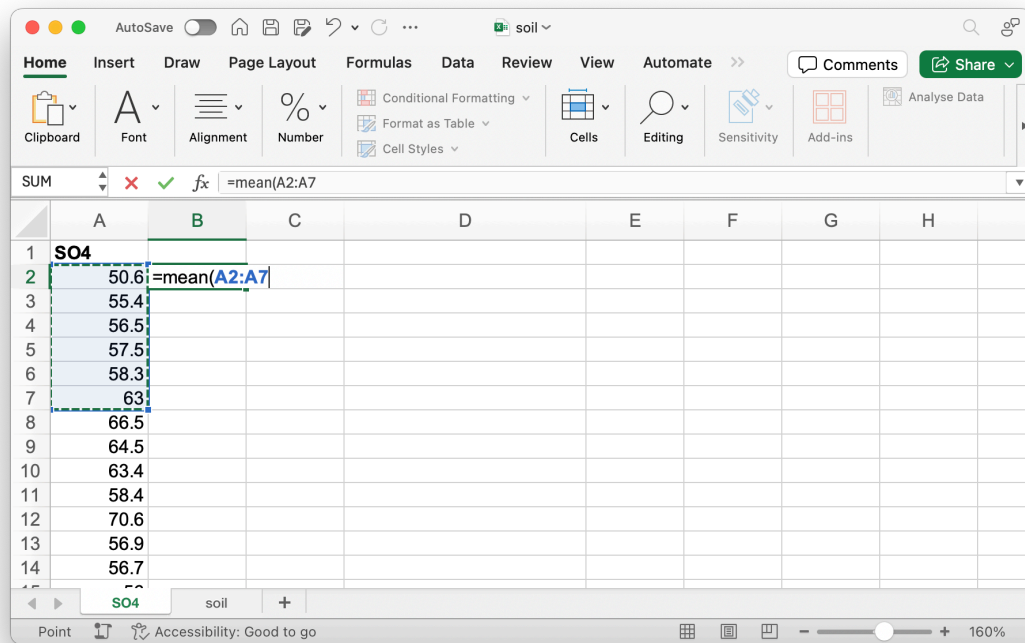 AutoSave
soil
Home Insert Draw Page Layout Formulas Data Review View Automate Comments Share
Clipboard Font Alignment Number Conditional Formatting Format as Table Cell Styles Cells Editing Sensitivity Add-ins Analyse Data
SUM fx =mean(A2:A7
A B C D E F G H
1 SO4
2 50.6 =mean(A2:A7
3 55.4
4 56.5
5 57.5
6 58.3
7 63
8 66.5
9 64.5
10 63.4
11 58.4
12 70.6
13 56.9
14 56.7
SO4 soil +
Point Accessibility: Good to go 160%